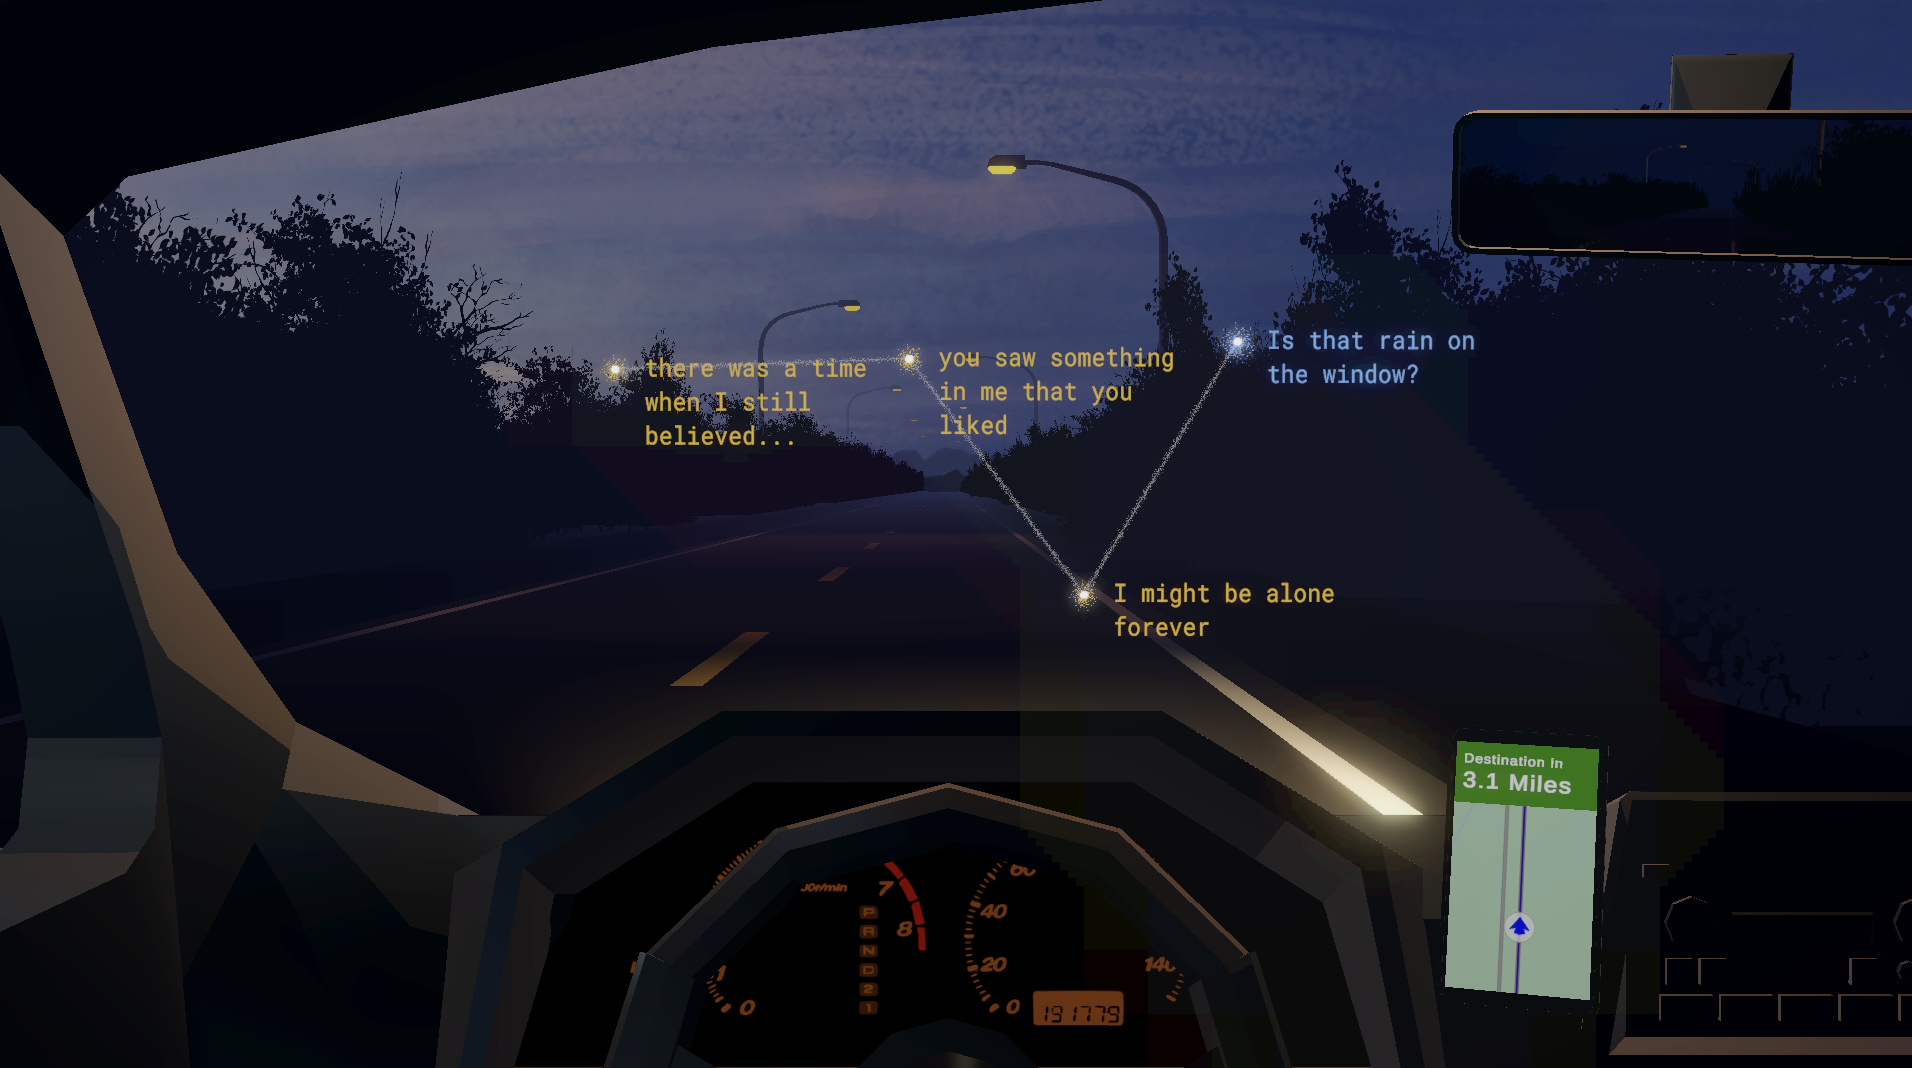 there was a time
when I still
believed...
you saw something
in me that you
liked
Is that rain on
the window?
I might be alone
forever
Destination in
3.1 Miles
7
8
P
R
N
D
2
1
1
0
60
40
20
0
140
191779